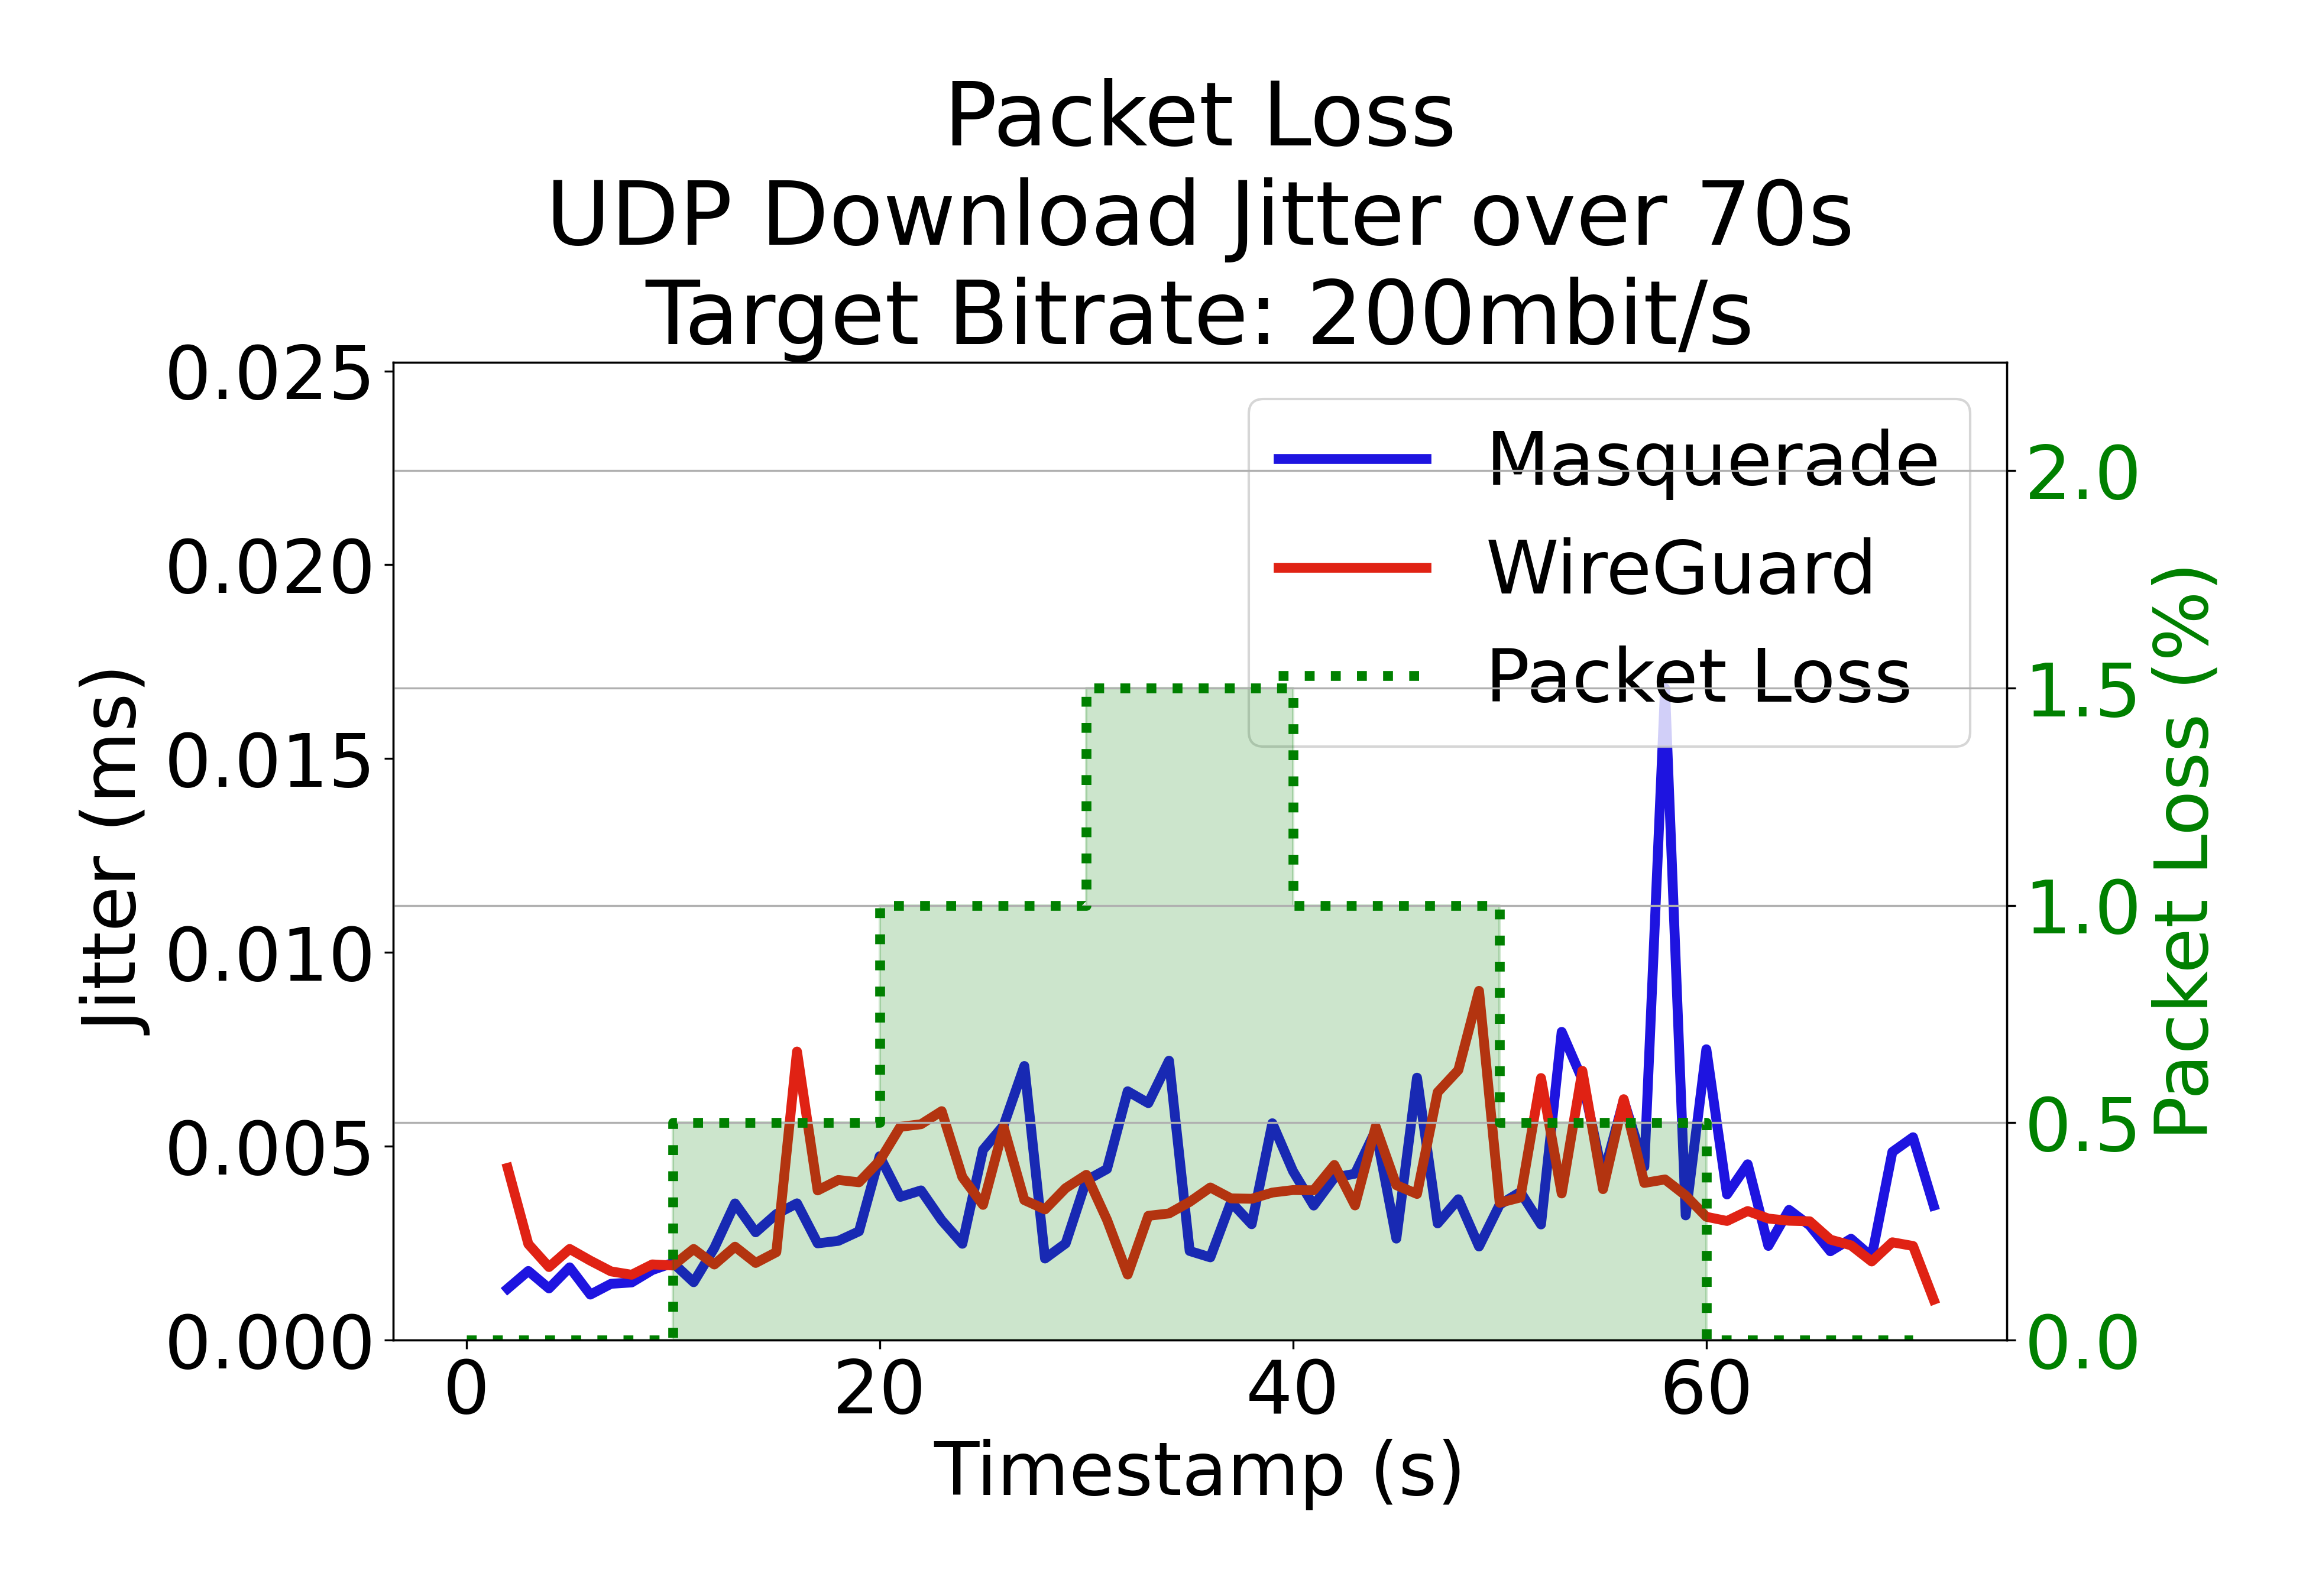 Packet Loss
UDP Download Jitter over 70s
Target Bitrate: 200mbit/s
0.025
0.020
0.015
0.010
0.005
0.000
Jitter (ms)
Masquerade
WireGuard
Packet Loss
2.0
1.5
1.0
0.5
0.0
Packet Loss (%)
0 20 40 60
Timestamp (s)